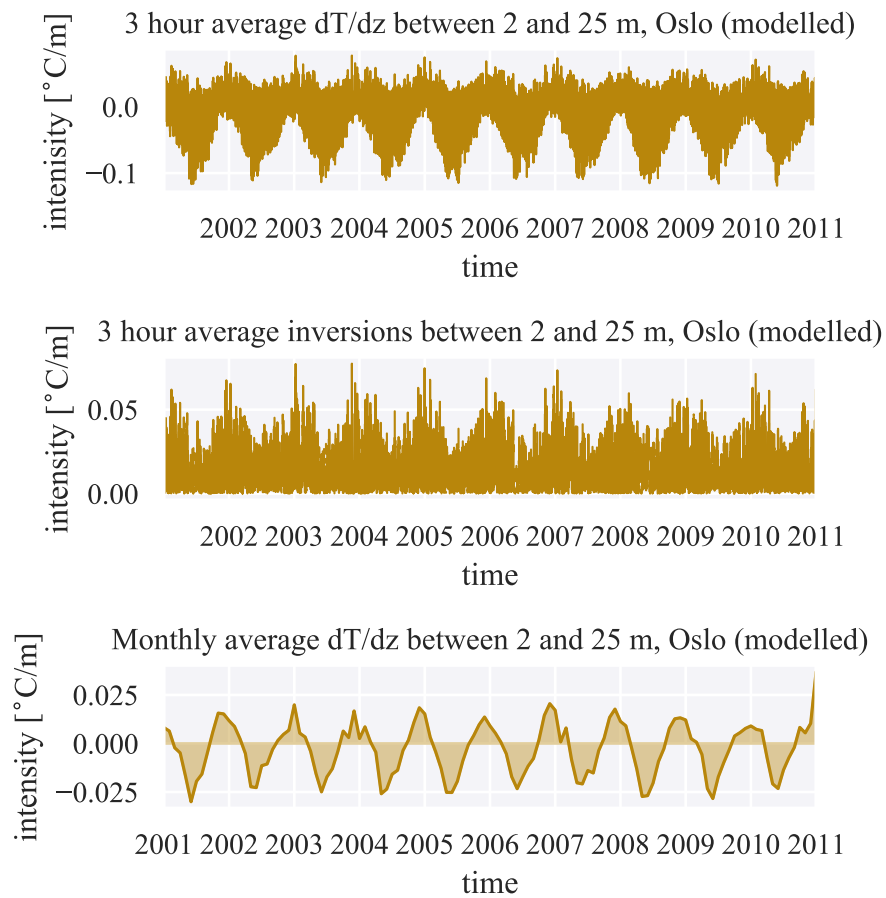 3 hour average dT/dz between 2 and 25 m, Oslo (modelled)
intenisity [˚C/m]
0.0
−0.1
2002 2003 2004 2005 2006 2007 2008 2009 2010 2011
time
3 hour average inversions between 2 and 25 m, Oslo (modelled)
intensity [˚C/m]
0.05
0.00
2002 2003 2004 2005 2006 2007 2008 2009 2010 2011
time
Monthly average dT/dz between 2 and 25 m, Oslo (modelled)
intensity [˚C/m]
0.025
0.000
−0.025
2001 2002 2003 2004 2005 2006 2007 2008 2009 2010 2011
time